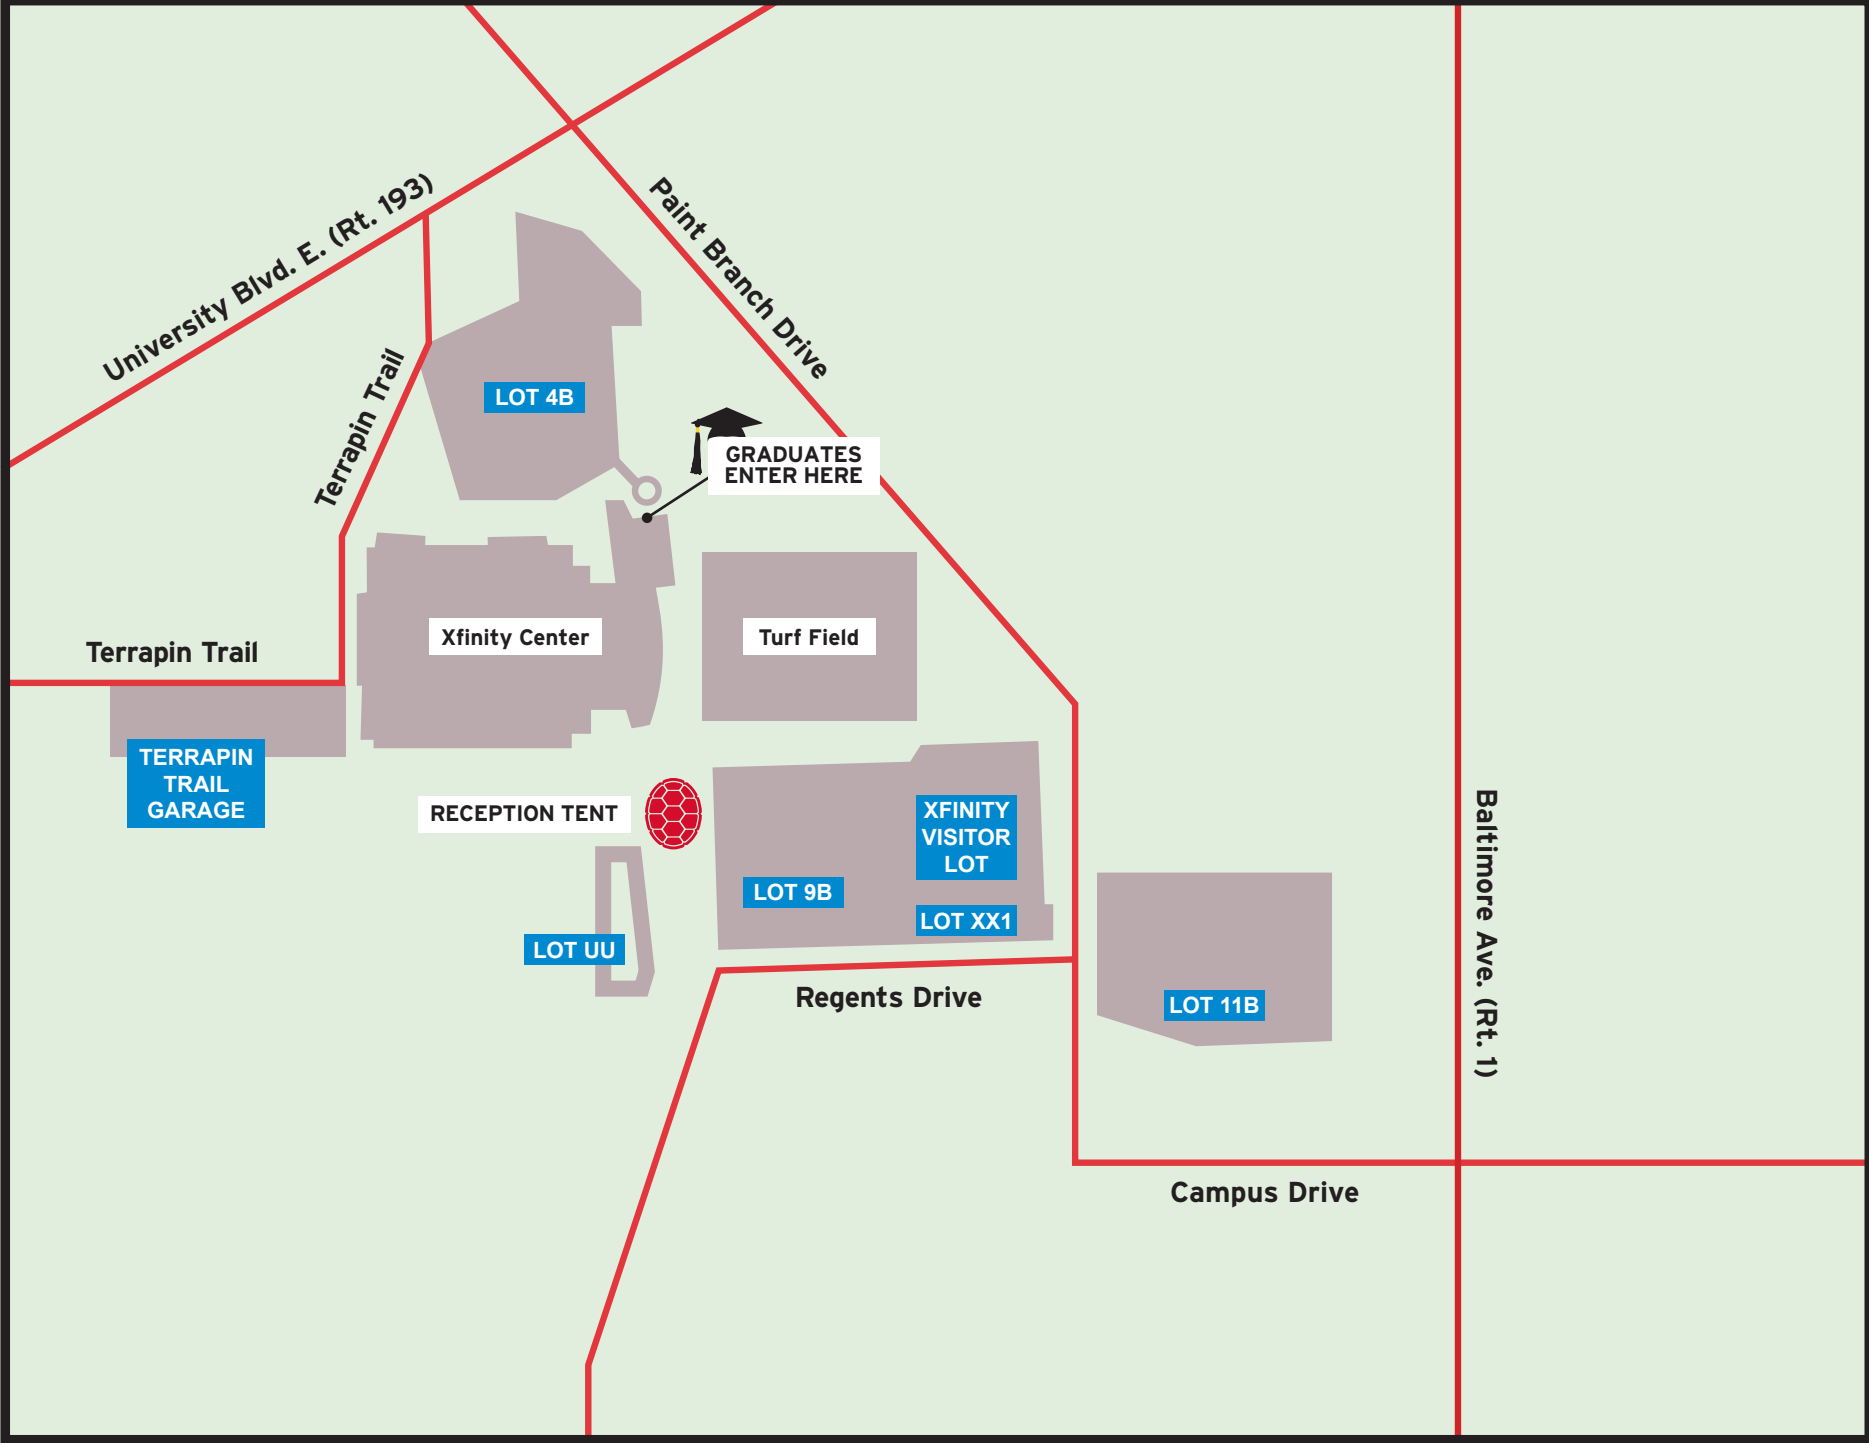 University Blvd. E. (Rt. 193)
Paint Branch Drive
Terrapin Trail
LOT 4B
GRADUATES
ENTER HERE
Xfinity Center
Turf Field
Terrapin Trail
TERRAPIN
TRAIL
GARAGE
RECEPTION TENT
XFINITY
VISITOR
LOT
LOT 9B
LOT XX1
LOT UU
Regents Drive
LOT 11B
Baltimore Ave. (Rt. 1)
Campus Drive